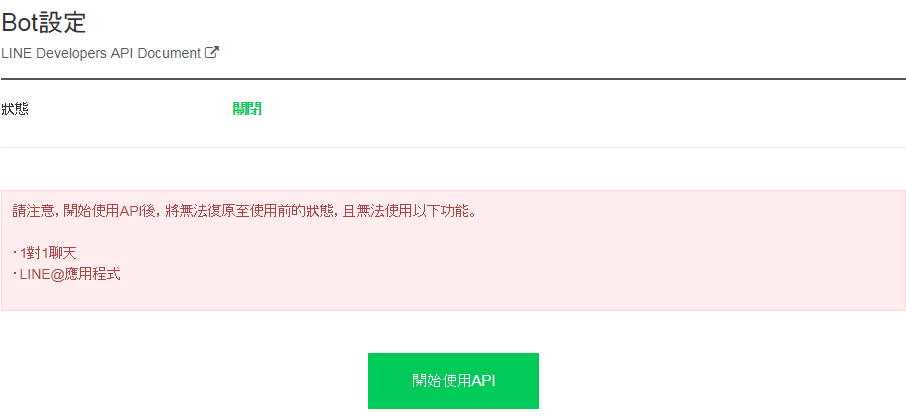 Bot設定
LINE Developers API Document
狀態
關閉
請注意, 開始使用API後, 將無法復原至使用前的狀態, 且無法使用以下功能。
・1對1聊天
・LINE@應用程式
開始使用API